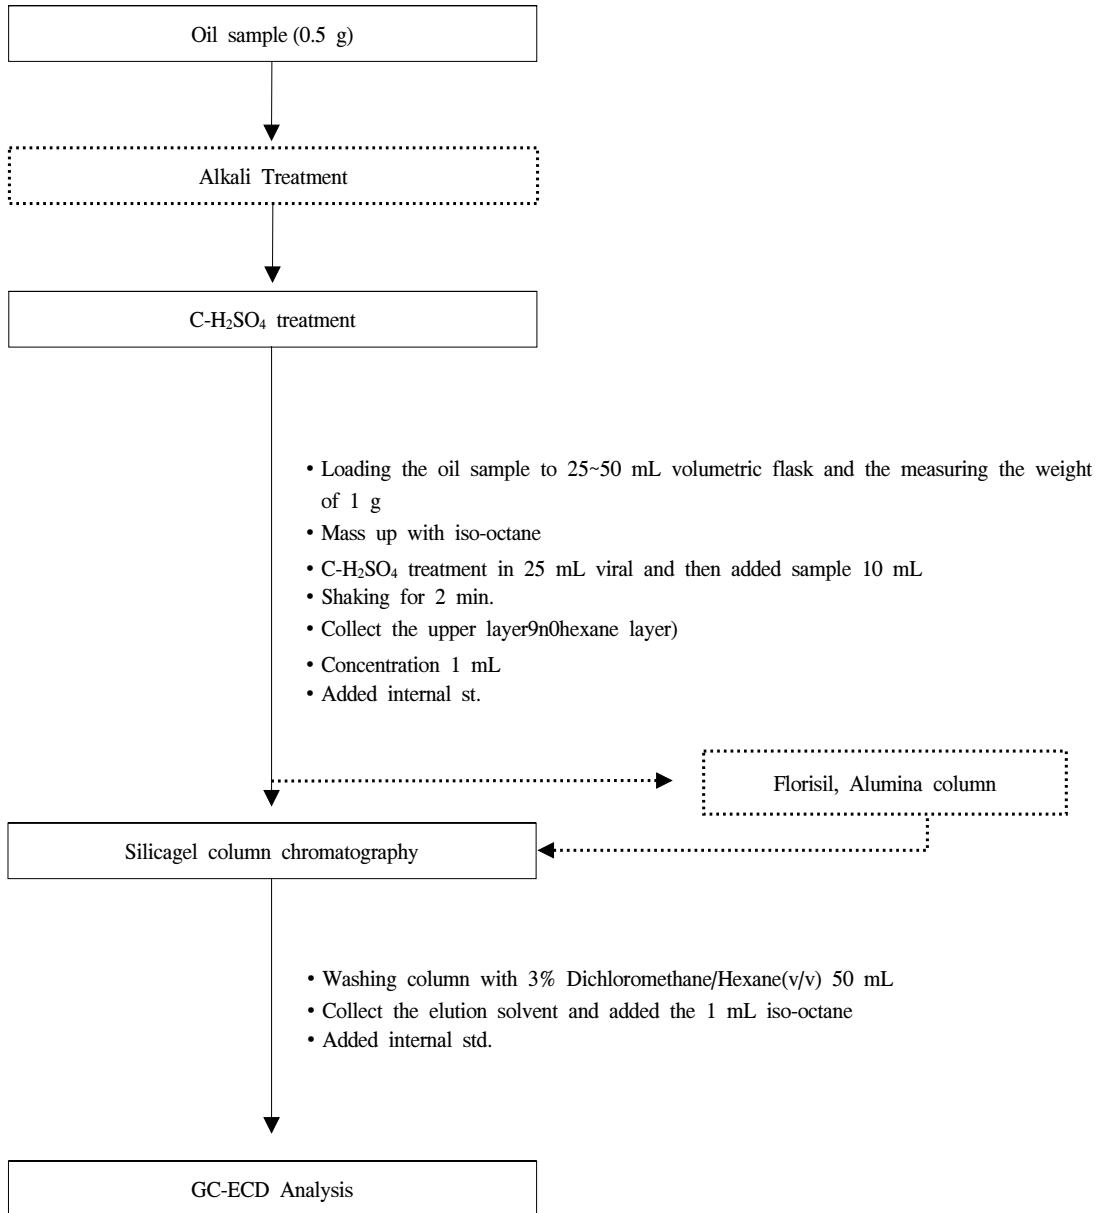 Oil sample (0.5 g)
Alkali Treatment
C-H₂SO₄ treatment
• Loading the oil sample to 25~50 mL volumetric flask and the measuring the weight
of 1 g
• Mass up with iso-octane
• C-H₂SO₄ treatment in 25 mL viral and then added sample 10 mL
• Shaking for 2 min.
• Collect the upper layer9n0hexane layer)
• Concentration 1 mL
• Added internal st.
Florisil, Alumina column
Silicagel column chromatography
• Washing column with 3% Dichloromethane/Hexane(v/v) 50 mL
• Collect the elution solvent and added the 1 mL iso-octane
• Added internal std.
GC-ECD Analysis